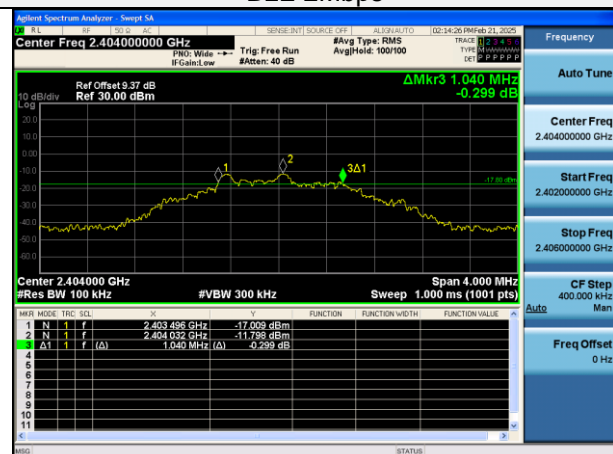 Agilent Spectrum Analyzer - Swept SA
RL RF 50 Ω AC SENSE:INT SOURCE OFF ALIGNAUTO 02:14:26 PM Feb 21, 2025
Center Freq 2.404000000 GHz
PNO: Wide
IFGain:Low
Trig: Free Run
#Atten: 40 dB
#Avg Type: RMS
Avg|Hold: 100/100
TRACE 1 2 3 4 5 6
TYPE M
DET P P P P P P
Ref Offset 9.37 dB
10 dB/div Ref 30.00 dBm
Log
ΔMkr3 1.040 MHz
-0.299 dB
20.0
10.0
0.00
-10.0
-20.0
-30.0
-40.0
-50.0
-60.0
1
2
3Δ1
-17.80 dBm
Center 2.404000 GHz Span 4.000 MHz
#Res BW 100 kHz #VBW 300 kHz Sweep 1.000 ms (1001 pts)
MKR MODE TRC SCL X Y FUNCTION FUNCTION WIDTH FUNCTION VALUE
1 N 1 f 2.403 496 GHz -17.009 dBm
2 N 1 f 2.404 032 GHz -11.798 dBm
3 Δ1 1 f (Δ) 1.040 MHz (Δ) -0.299 dB
4
5
6
7
8
9
10
11
MSG STATUS
Frequency
Auto Tune
Center Freq
2.404000000 GHz
Start Freq
2.402000000 GHz
Stop Freq
2.406000000 GHz
CF Step
400.000 kHz
Auto Man
Freq Offset
0 Hz